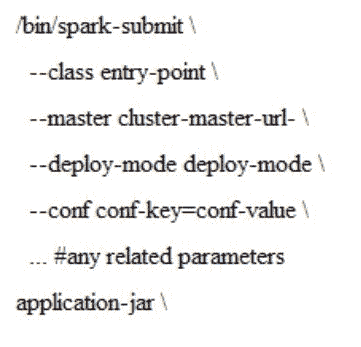 /bin/spark-submit \
--class entry-point \
--master cluster-master-url- \
--deploy-mode deploy-mode \
--conf conf-key=conf-value \
... #any related parameters
application-jar \